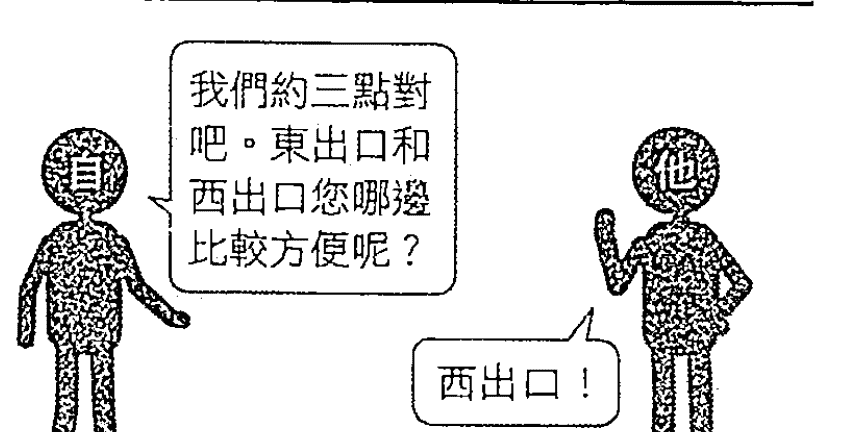 我們約三點對
吧。東出口和
西出口您哪邊
比較方便呢？
自
他
西出口！